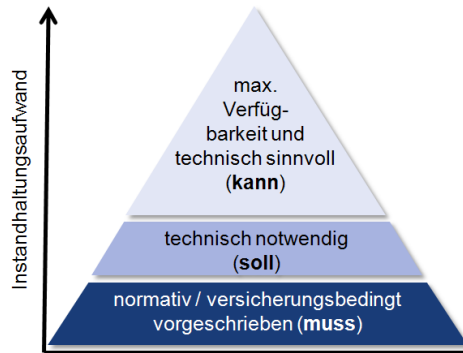 Instandhaltungsaufwand
max.
Verfüg-
barkeit und
technisch sinnvoll
(kann)
technisch notwendig
(soll)
normativ / versicherungsbedingt
vorgeschrieben (muss)